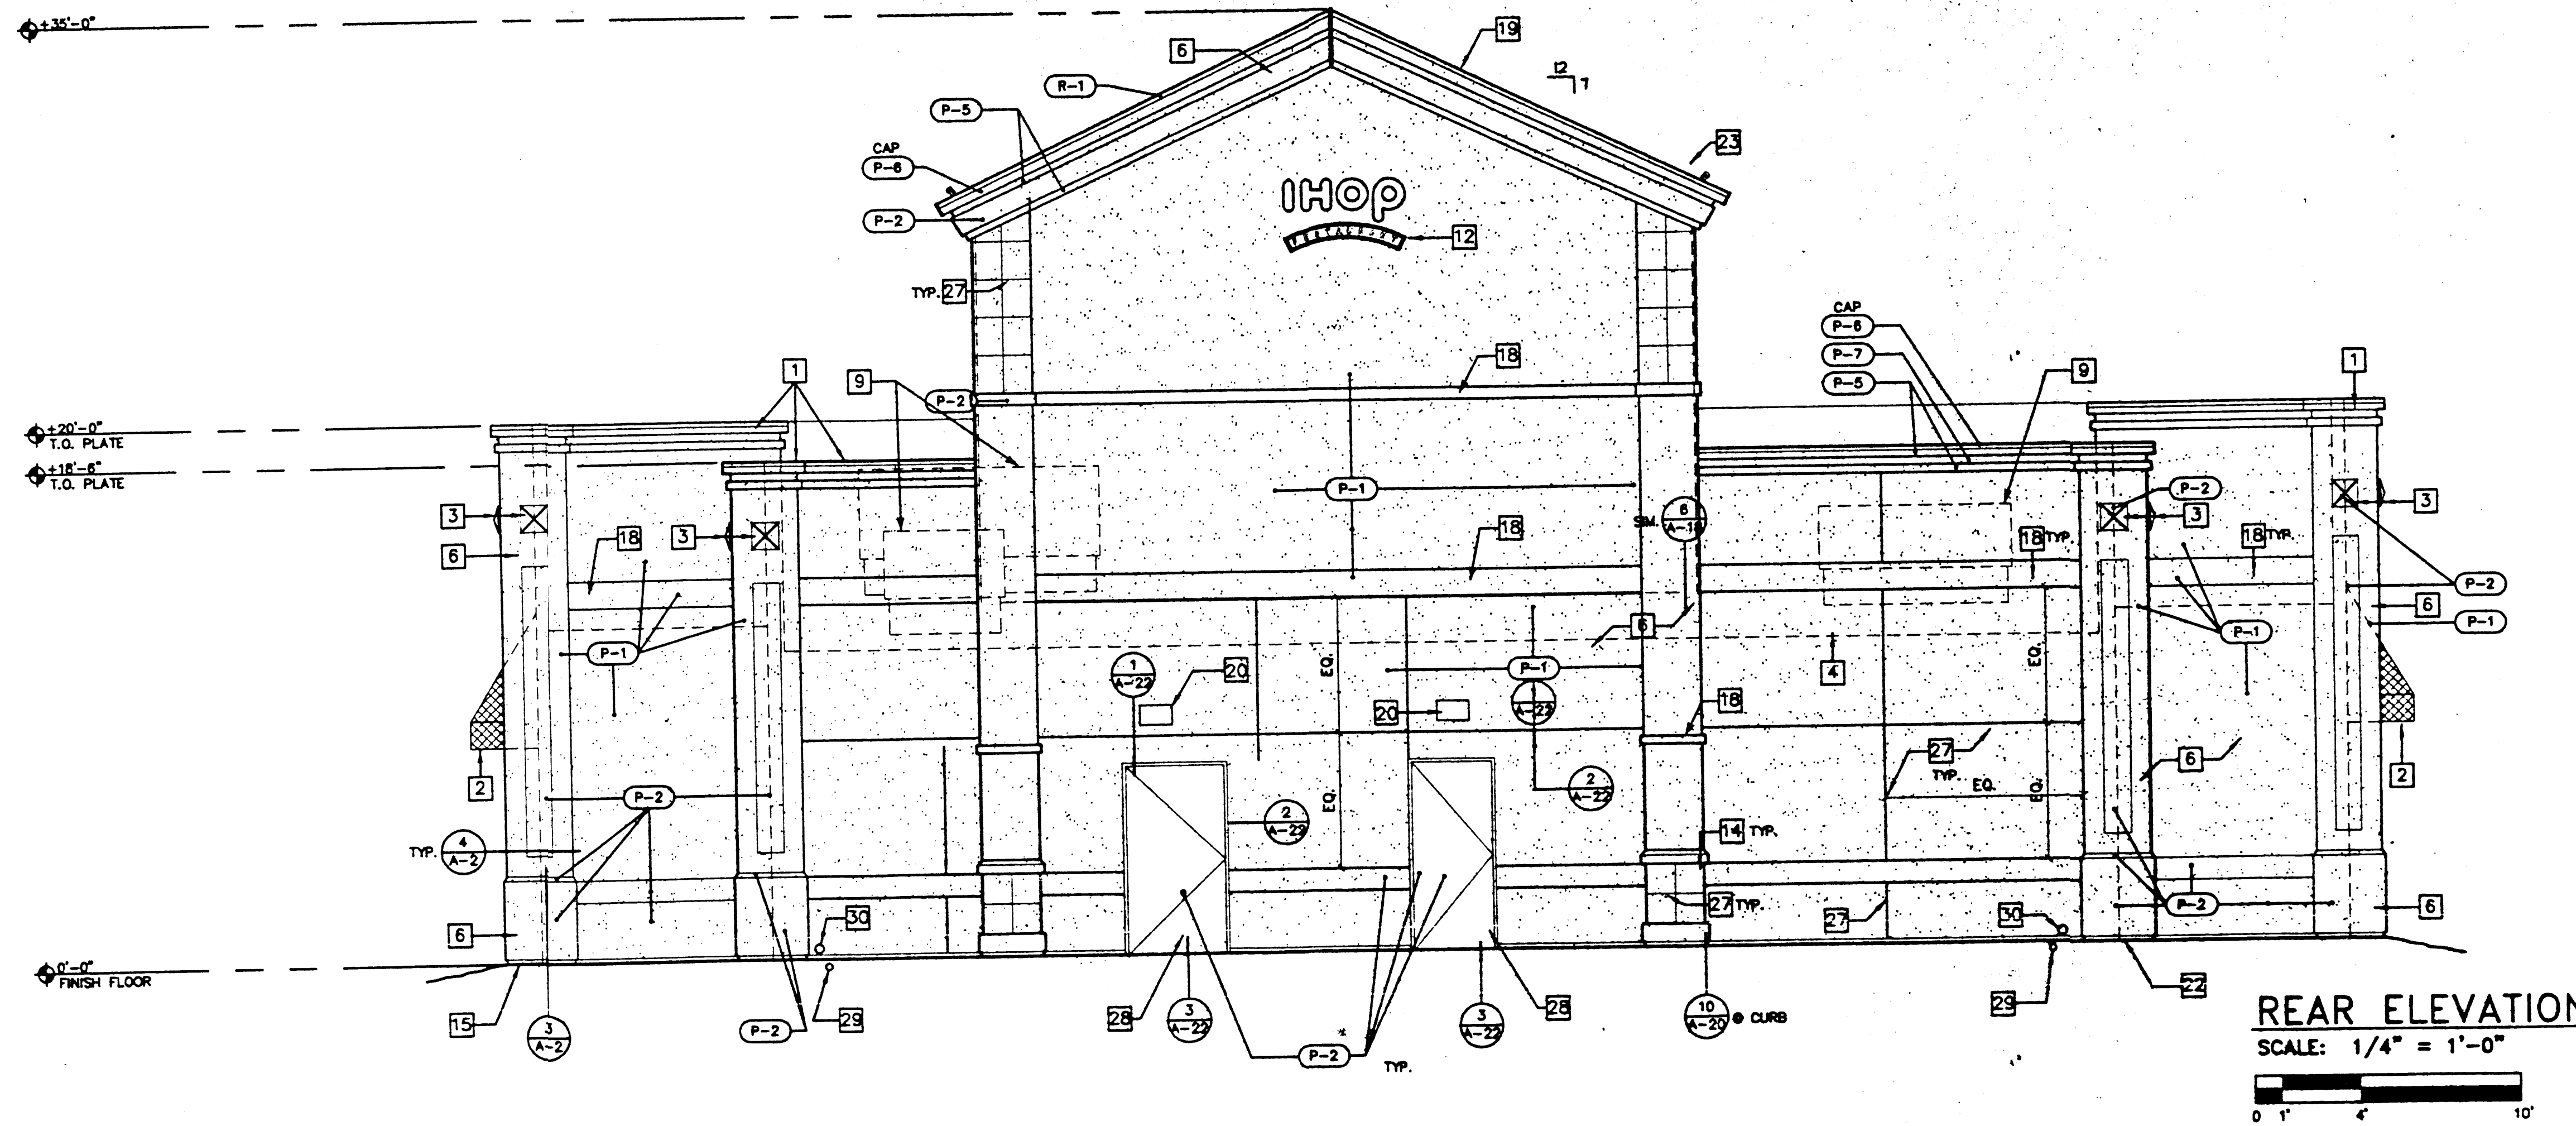 +35'-0"
19
6
12
7
R-1
P-5
23
CAP
P-6
IHOP
P-2
RESTAURANT
12
TYP. 27
CAP
P-6
P-7
P-5
18
1
9
9
1
P-2
+20'-0"
T.O. PLATE
+18'-6"
T.O. PLATE
P-1
P-2
3
3
3
3
6
A-18
SIM.
18
18
18 TYP.
18 TYP.
6
P-2
6
6
P-1
P-1
P-1
P-1
EQ.
EQ.
4
1
A-22
20
20
A-22
18
27
TYP.
6
2
2
P-2
EQ.
EQ.
EQ.
2
A-22
2
A-22
TYP.
4
A-2
14 TYP.
27 TYP.
27
30
30
P-2
6
6
0'-0"
FINISH FLOOR
15
3
A-2
P-2
29
28
3
A-22
P-2
TYP.
3
A-22
28
10
A-20
@ CURB
29
22
REAR ELEVATION
SCALE: 1/4" = 1'-0"
0 1' 4' 10'